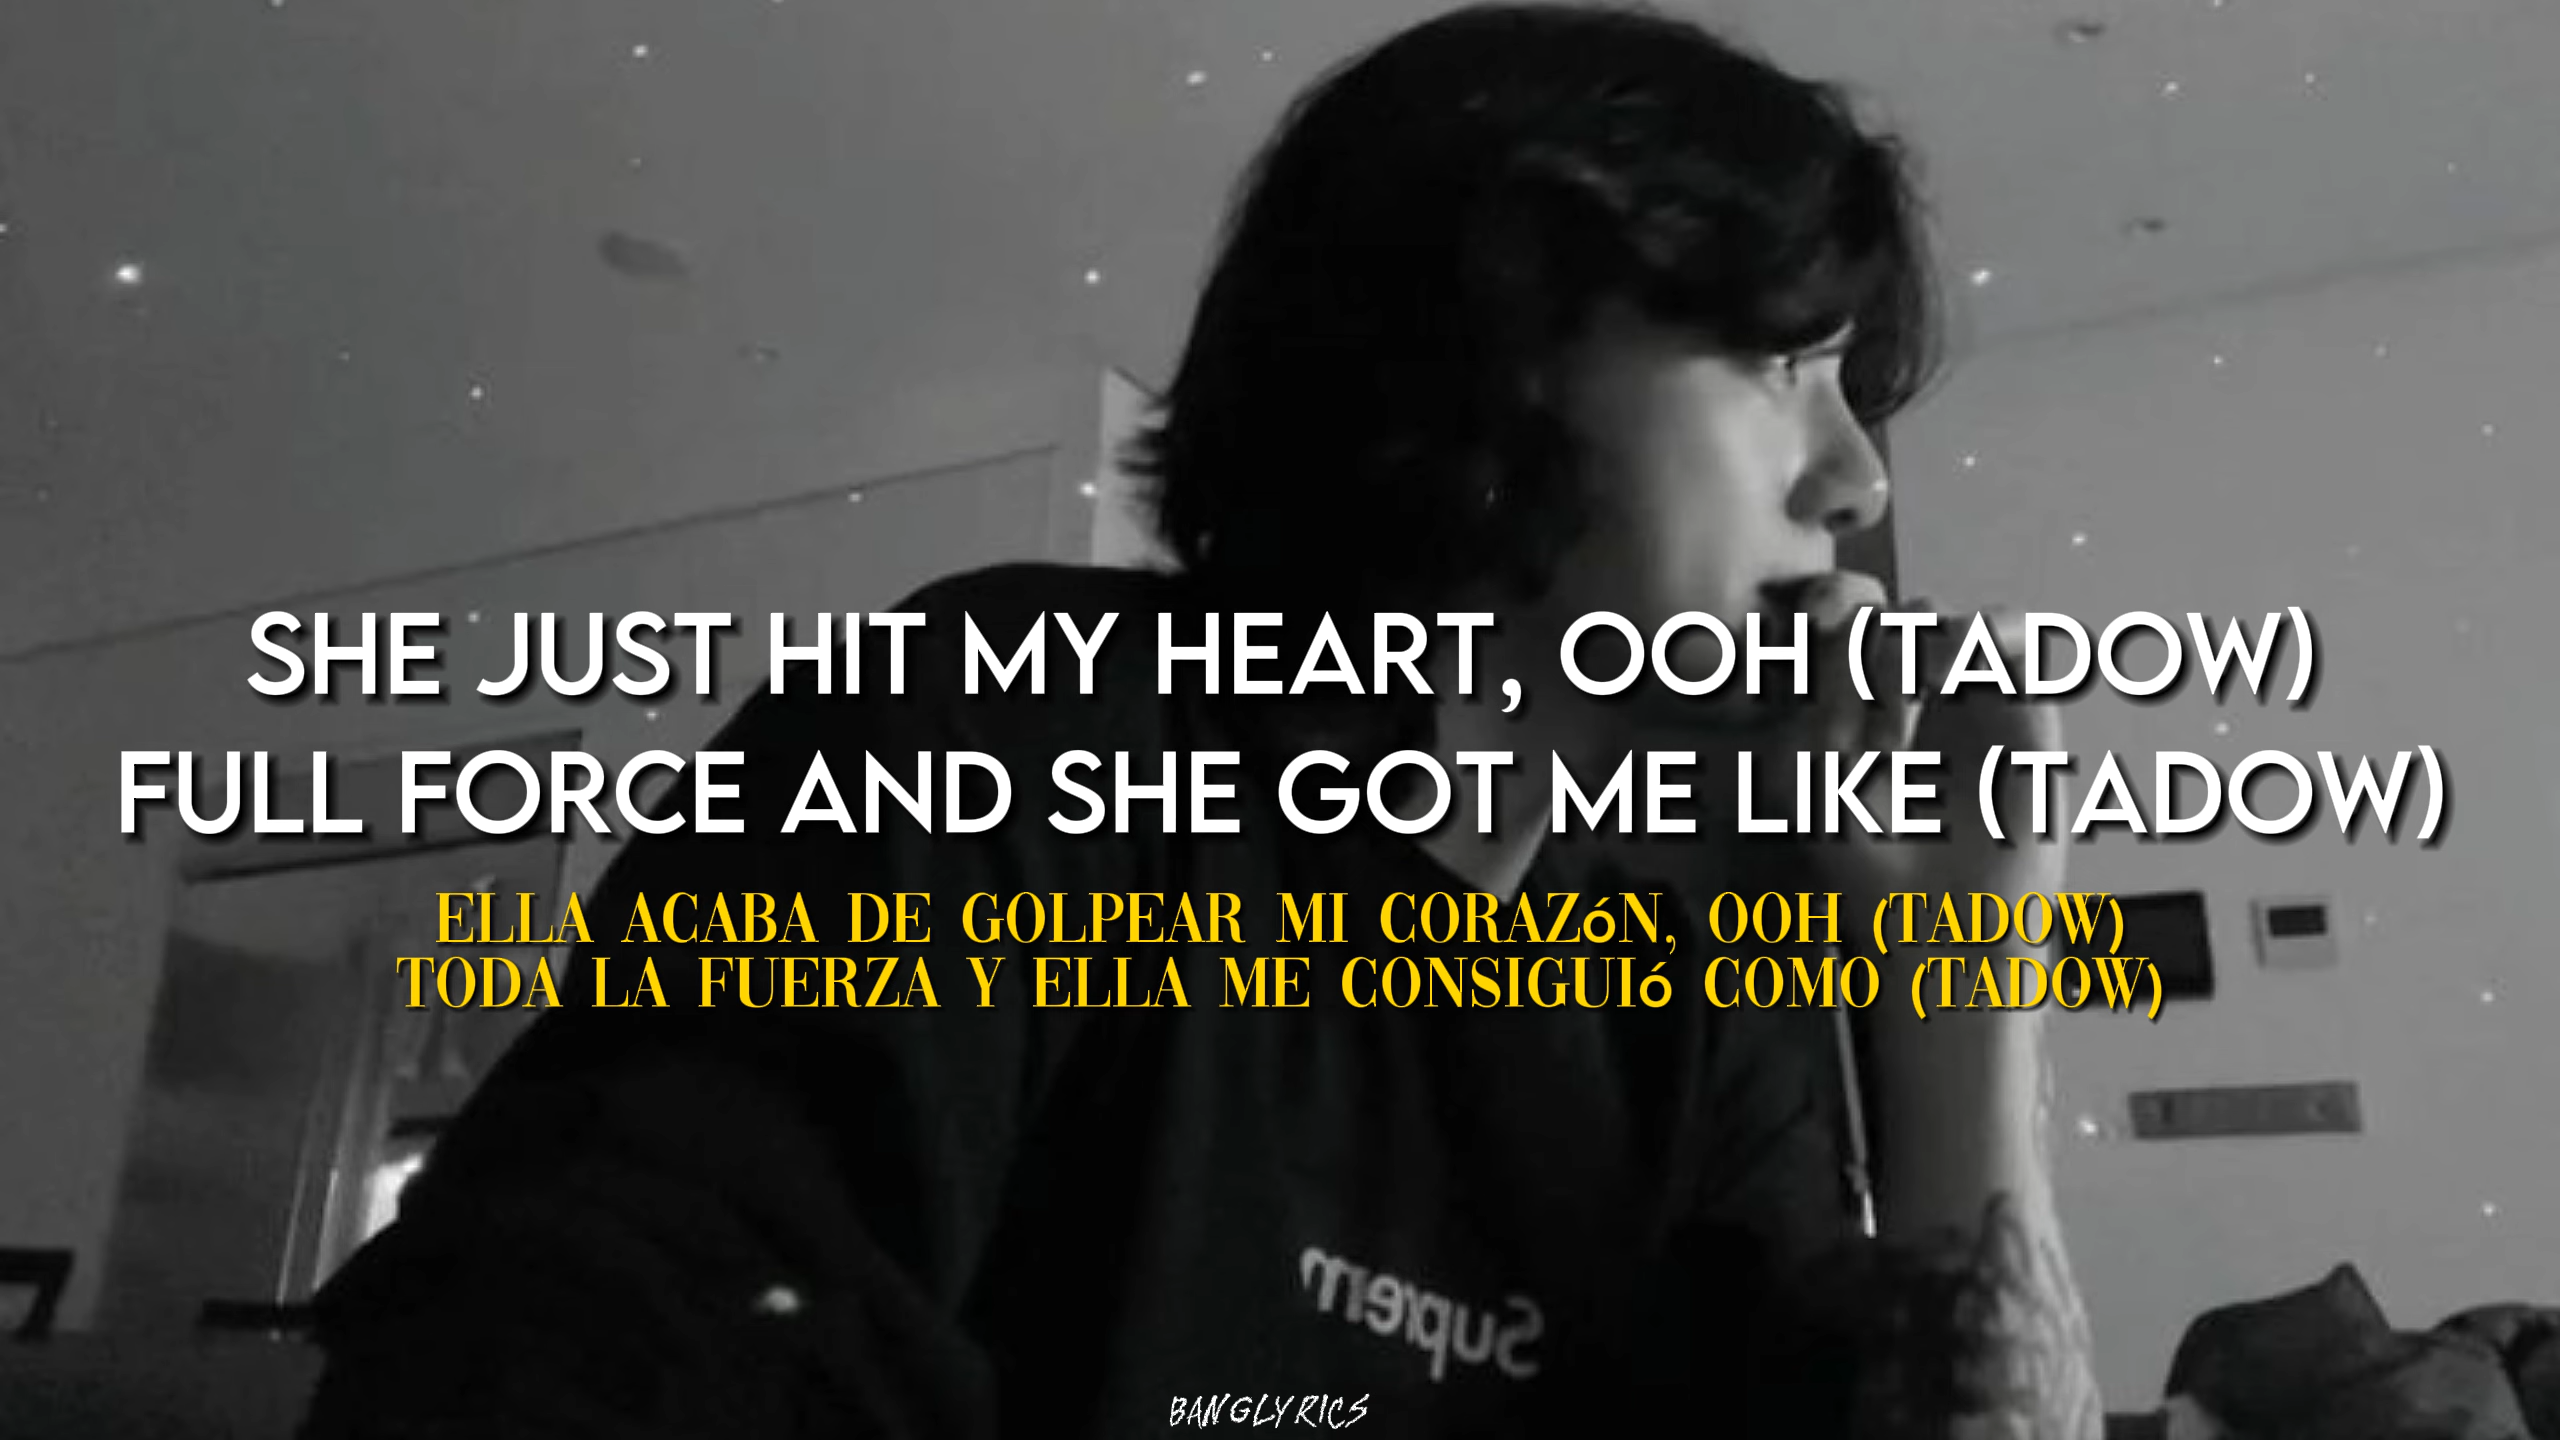 SHE JUST HIT MY HEART, OOH (TADOW)
FULL FORCE AND SHE GOT ME LIKE (TADOW)
ELLA ACABA DE GOLPEAR MI CORAZóN, OOH (TADOW)
TODA LA FUERZA Y ELLA ME CONSIGUIó COMO (TADOW)
Suprem
BANGLYRICS